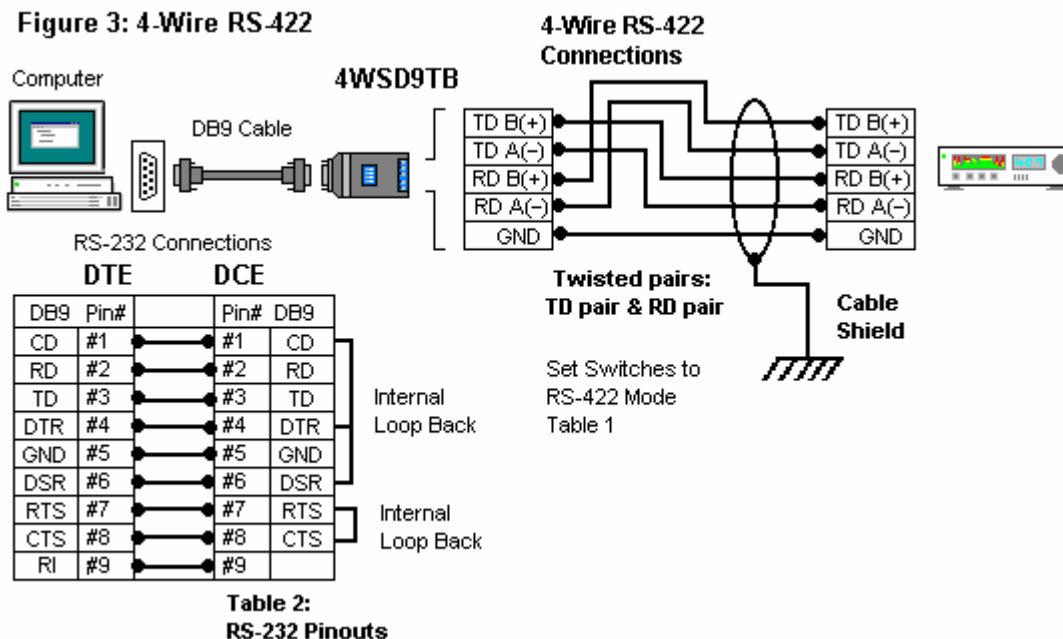 Figure 3: 4-Wire RS-422
4-Wire RS-422
Connections
Computer
4WSD9TB
DB9 Cable
TD B(+)
TD A(-)
RD B(+)
RD A(-)
GND
TD B(+)
TD A(-)
RD B(+)
RD A(-)
GND
RS-232 Connections
DTE DCE
DB9 Pin# Pin# DB9
CD #1 #1 CD
RD #2 #2 RD
TD #3 #3 TD
DTR #4 #4 DTR
GND #5 #5 GND
DSR #6 #6 DSR
RTS #7 #7 RTS
CTS #8 #8 CTS
RI #9 #9
Internal
Loop Back
Internal
Loop Back
Twisted pairs:
TD pair & RD pair
Cable
Shield
Set Switches to
RS-422 Mode
Table 1
Table 2:
RS-232 Pinouts